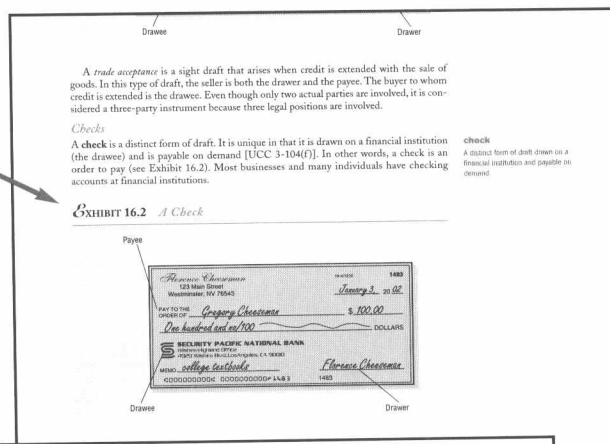 Drawee Drawer
A trade acceptance is a sight draft that arises when credit is extended with the sale of
goods. In this type of draft, the seller is both the drawer and the payee. The buyer to whom
credit is extended is the drawee. Even though only two actual parties are involved, it is con-
sidered a three-party instrument because three legal positions are involved.
Checks
A check is a distinct form of draft. It is unique in that it is drawn on a financial institution
(the drawee) and is payable on demand [UCC 3-104(f)]. In other words, a check is an
order to pay (see Exhibit 16.2). Most businesses and many individuals have checking
accounts at financial institutions.
check
A distinct form of draft drawn on a
financial institution and payable on
demand.
EXHIBIT 16.2 A Check
Payee
Florence Cheeseman 1483
123 Main Street
Westminster, NV 76543
January 3, 20 02
PAY TO THE
ORDER OF Gregory Cheeseman $ 100.00
One hundred and no/100 DOLLARS
SECURITY PACIFIC NATIONAL BANK
Office
Los Angeles, CA
MEMO college textbooks Florence Cheeseman
1483 1483
Drawee Drawer